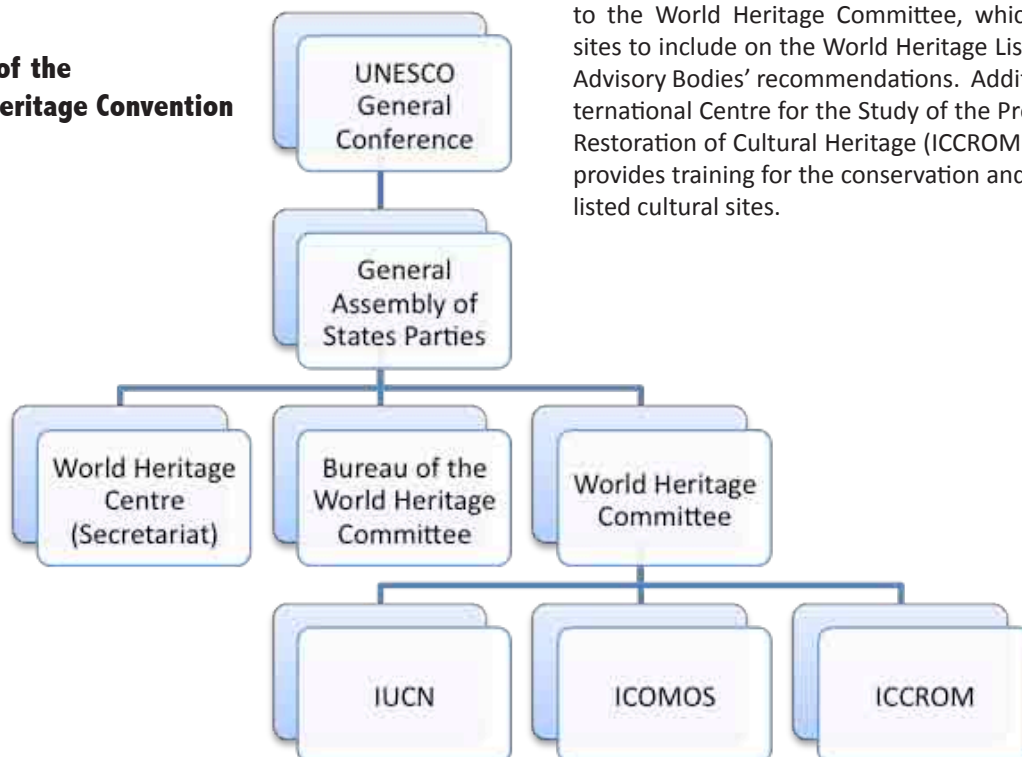 of the
eritage Convention
to the World Heritage Committee, whic
sites to include on the World Heritage Lis
Advisory Bodies’ recommendations. Addit
ternational Centre for the Study of the Pr
Restoration of Cultural Heritage (ICCROM
provides training for the conservation and
listed cultural sites.
UNESCO
General
Conference
General
Assembly of
States Parties
World Heritage
Centre
(Secretariat)
Bureau of the
World Heritage
Committee
World Heritage
Committee
IUCN
ICOMOS
ICCROM